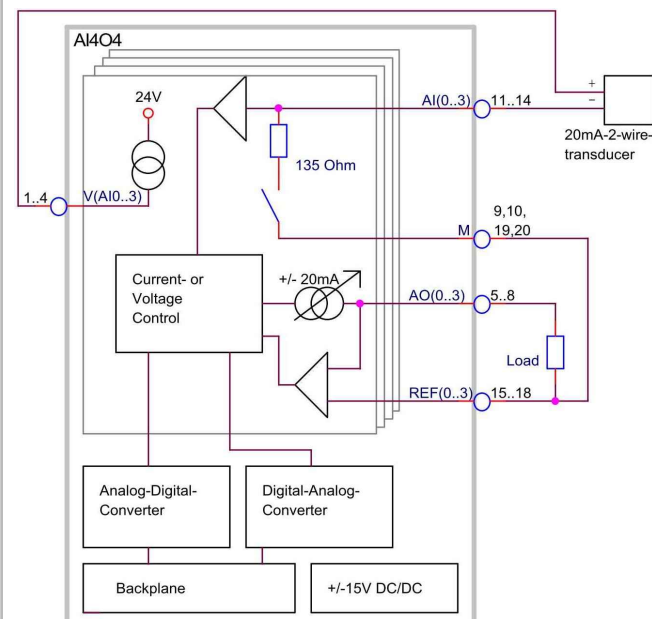 AI4O4
24V
AI(0..3)
11..14
+
−
20mA-2-wire-
transducer
135 Ohm
1..4
V(AI0..3)
9,10,
19,20
M
Current- or
Voltage
Control
+/- 20mA
AO(0..3)
5..8
Load
REF(0..3)
15..18
Analog-Digital-
Converter
Digital-Analog-
Converter
Backplane
+/-15V DC/DC